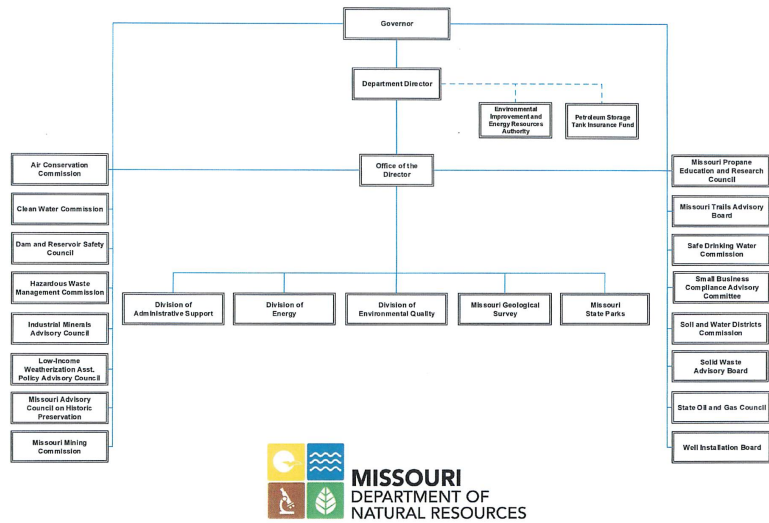 Governor
Department Director
Environmental
Improvement and
Energy Resources
Authority
Petroleum Storage
Tank Insurance Fund
Office of the
Director
Air Conservation
Commission
Clean Water Commission
Dam and Reservoir Safety
Council
Hazardous Waste
Management Commission
Industrial Minerals
Advisory Council
Low-Income
Weatherization Asst.
Policy Advisory Council
Missouri Advisory
Council on Historic
Preservation
Missouri Mining
Commission
Missouri Propane
Education and Research
Council
Missouri Trails Advisory
Board
Safe Drinking Water
Commission
Small Business
Compliance Advisory
Committee
Soil and Water Districts
Commission
Solid Waste
Advisory Board
State Oil and Gas Council
Well Installation Board
Division of
Administrative Support
Division of
Energy
Division of
Environmental Quality
Missouri Geological
Survey
Missouri
State Parks
MISSOURI
DEPARTMENT OF
NATURAL RESOURCES